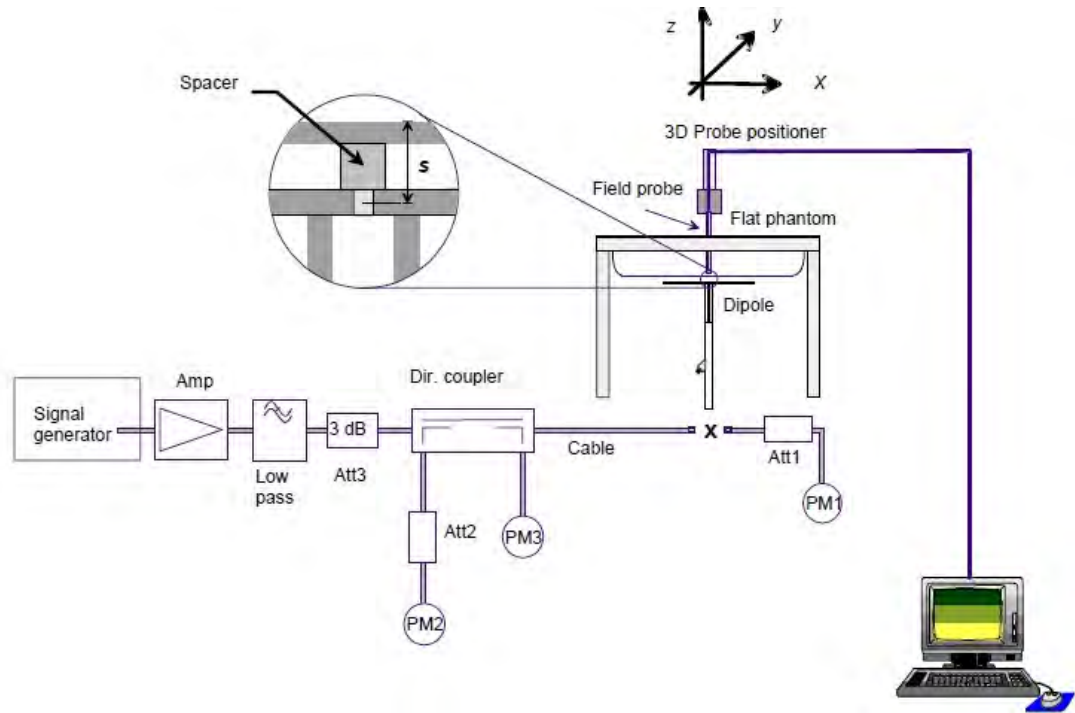 z
y
X
Spacer
3D Probe positioner
s
Field probe
Flat phantom
Dipole
Dir. coupler
Amp
Signal
generator
3 dB
x
Cable
Att1
Low
pass
Att3
PM1
Att2
PM3
PM2